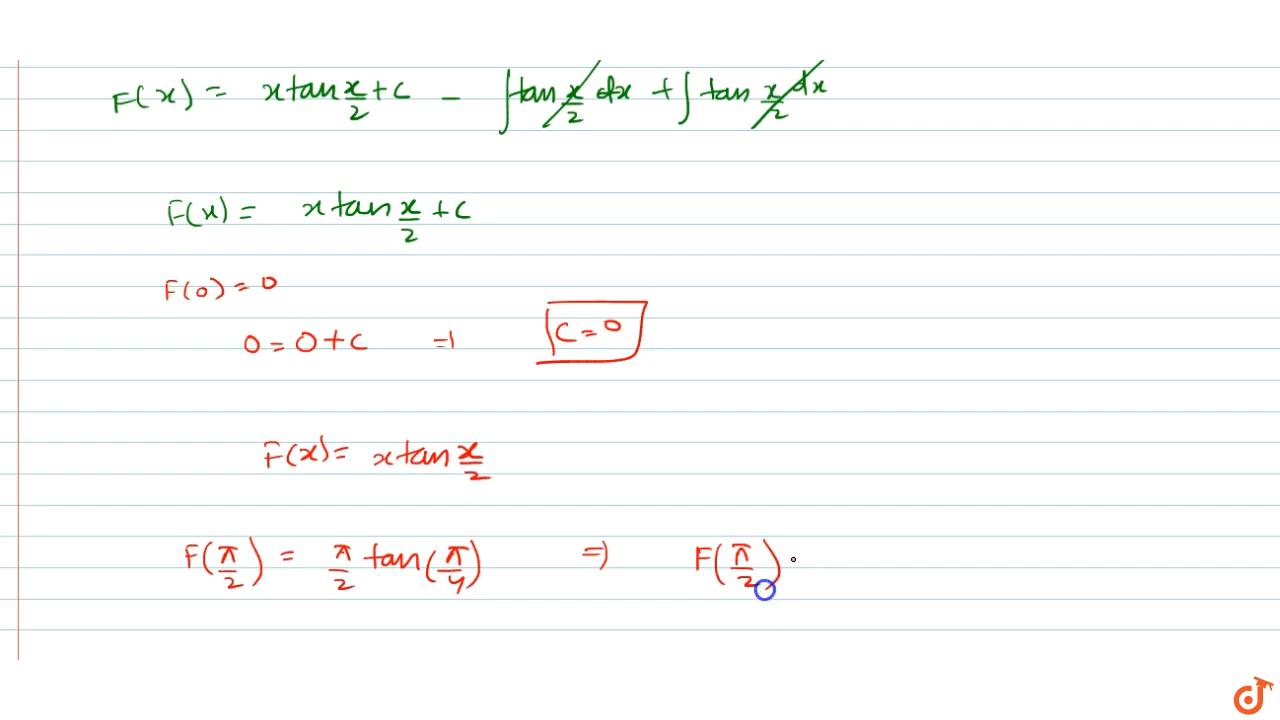 F(x) = x tan x/2 + c - ∫tan x/2 dx + ∫tan x/2 dx
F(x) = x tan x/2 + c
F(0) = 0
0 = 0 + c ⇒ c = 0
F(x) = x tan x/2
F(π/2) = π/2 tan(π/4) ⇒ F(π/2)